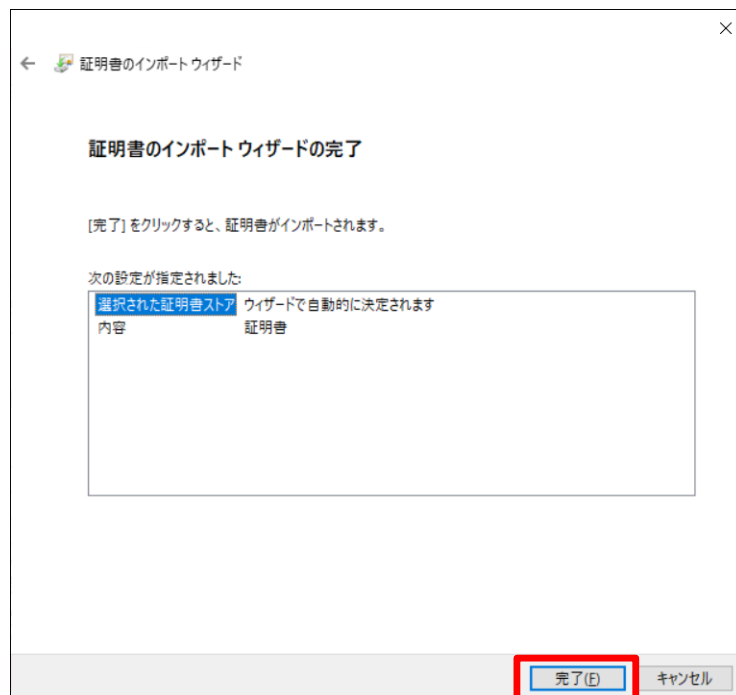 証明書のインポート ウィザード
証明書のインポート ウィザードの完了
[完了] をクリックすると、証明書がインポートされます。
次の設定が指定されました:
選択された証明書ストア ウィザードで自動的に決定されます
内容 証明書
完了(F) キャンセル